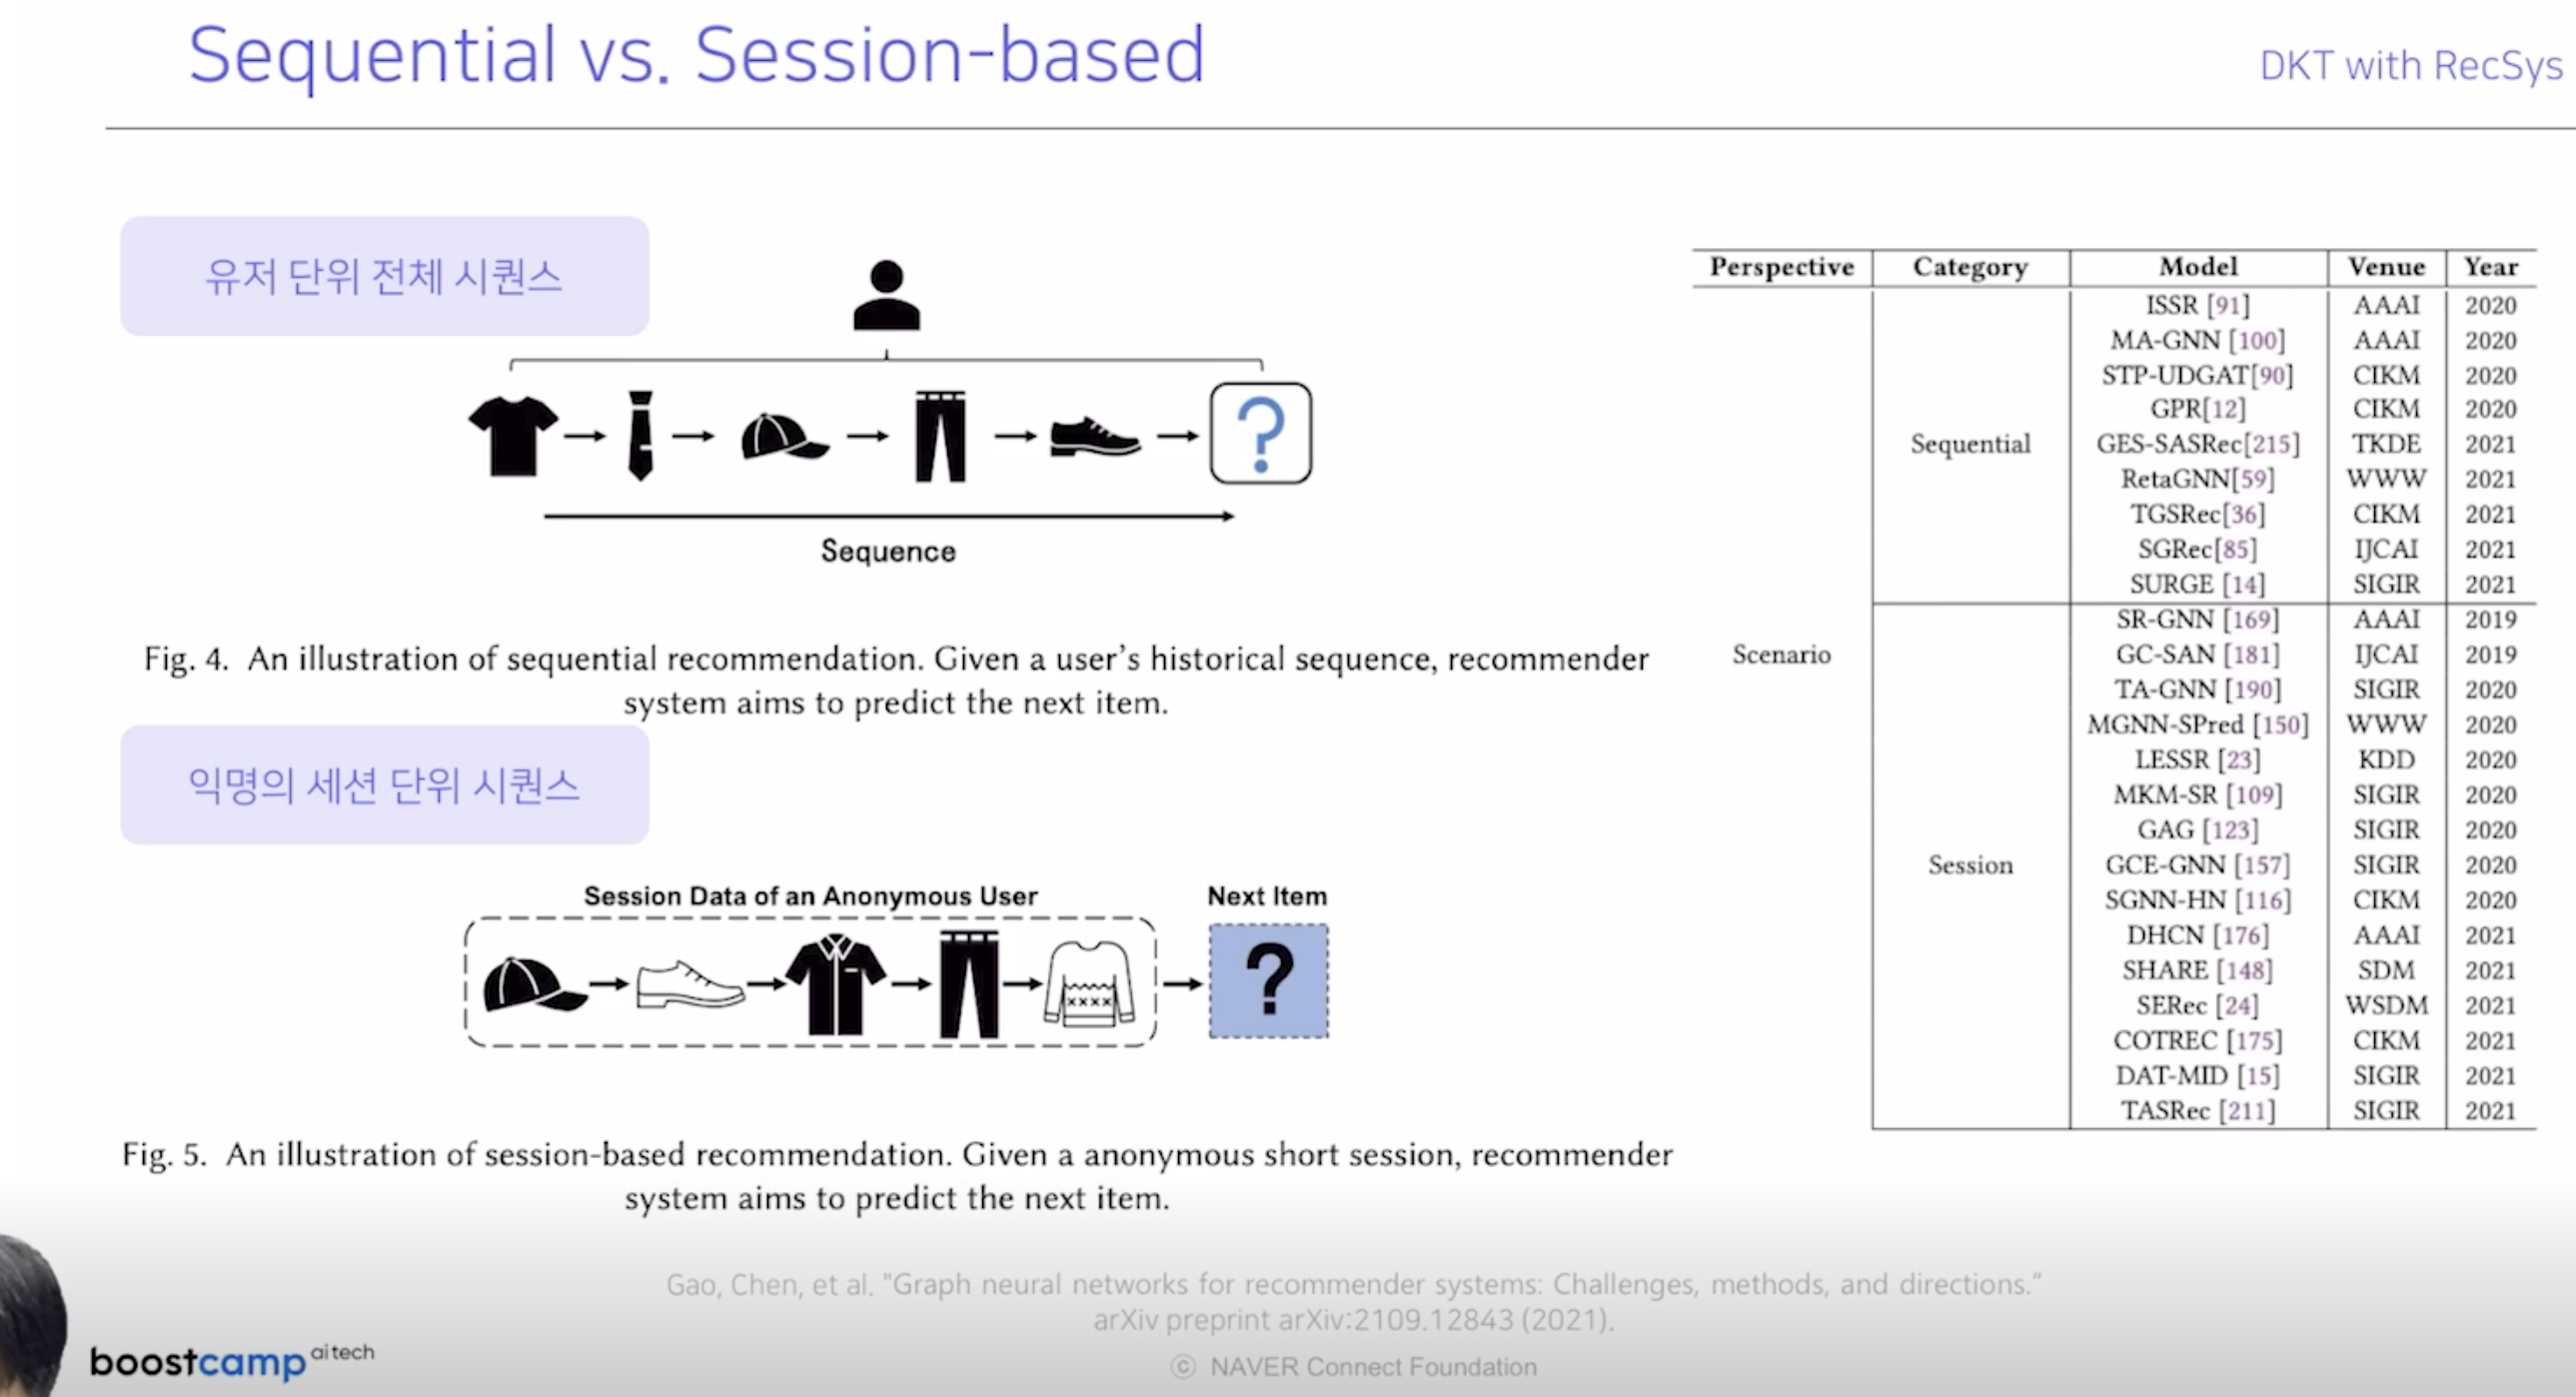 Sequential vs. Session-based
DKT with RecSys
유저 단위 전체 시퀀스
Sequence
Fig. 4. An illustration of sequential recommendation. Given a user's historical sequence, recommender
system aims to predict the next item.
익명의 세션 단위 시퀀스
Session Data of an Anonymous User
Next Item
Fig. 5. An illustration of session-based recommendation. Given a anonymous short session, recommender
system aims to predict the next item.
Perspective Category Model Venue Year
ISSR [91] AAAI 2020
MA-GNN [100] AAAI 2020
STP-UDGAT[90] CIKM 2020
GPR[12] CIKM 2020
Sequential GES-SASRec[215] TKDE 2021
RetaGNN[59] WWW 2021
TGSRec[36] CIKM 2021
SGRec[85] IJCAI 2021
SURGE [14] SIGIR 2021
SR-GNN [169] AAAI 2019
Scenario GC-SAN [181] IJCAI 2019
TA-GNN [190] SIGIR 2020
MGNN-SPred [150] WWW 2020
LESSR [23] KDD 2020
MKM-SR [109] SIGIR 2020
GAG [123] SIGIR 2020
Session GCE-GNN [157] SIGIR 2020
SGNN-HN [116] CIKM 2020
DHCN [176] AAAI 2021
SHARE [148] SDM 2021
SERec [24] WSDM 2021
COTREC [175] CIKM 2021
DAT-MID [15] SIGIR 2021
TASRec [211] SIGIR 2021
Gao, Chen, et al. "Graph neural networks for recommender systems: Challenges, methods, and directions."
arXiv preprint arXiv:2109.12843 (2021).
boostcamp ai tech
ⓒ NAVER Connect Foundation